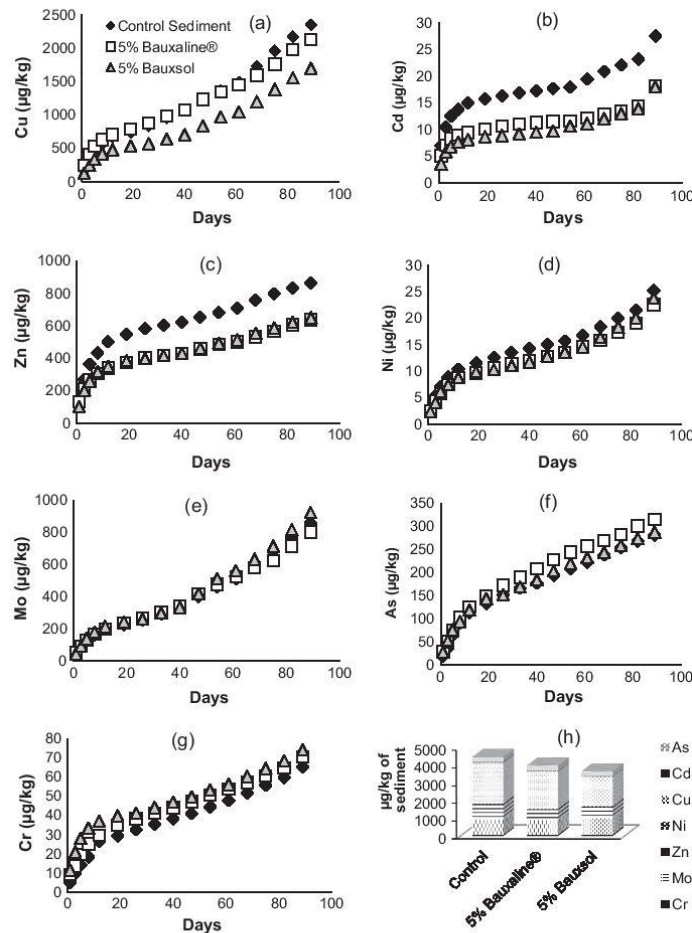 (a)
◆ Control Sediment
□ 5% Bauxaline®
▲ 5% Bauxsol
Cu (µg/kg)
2500
2000
1500
1000
500
0
0 20 40 60 80 100
Days
(b)
Cd (µg/kg)
30
25
20
15
10
5
0
0 20 40 60 80 100
Days
(c)
Zn (µg/kg)
1000
800
600
400
200
0
0 20 40 60 80 100
Days
(d)
Ni (µg/kg)
30
25
20
15
10
5
0
0 20 40 60 80 100
Days
(e)
Mo (µg/kg)
1000
800
600
400
200
0
0 20 40 60 80 100
Days
(f)
As (µg/kg)
350
300
250
200
150
100
50
0
0 20 40 60 80 100
Days
(g)
Cr (µg/kg)
80
70
60
50
40
30
20
10
0
0 20 40 60 80 100
Days
(h)
µg/kg of
sediment
5000
4000
3000
2000
1000
0
Control
5% Bauxaline®
5% Bauxsol
As
Cd
Cu
Ni
Zn
Mo
Cr